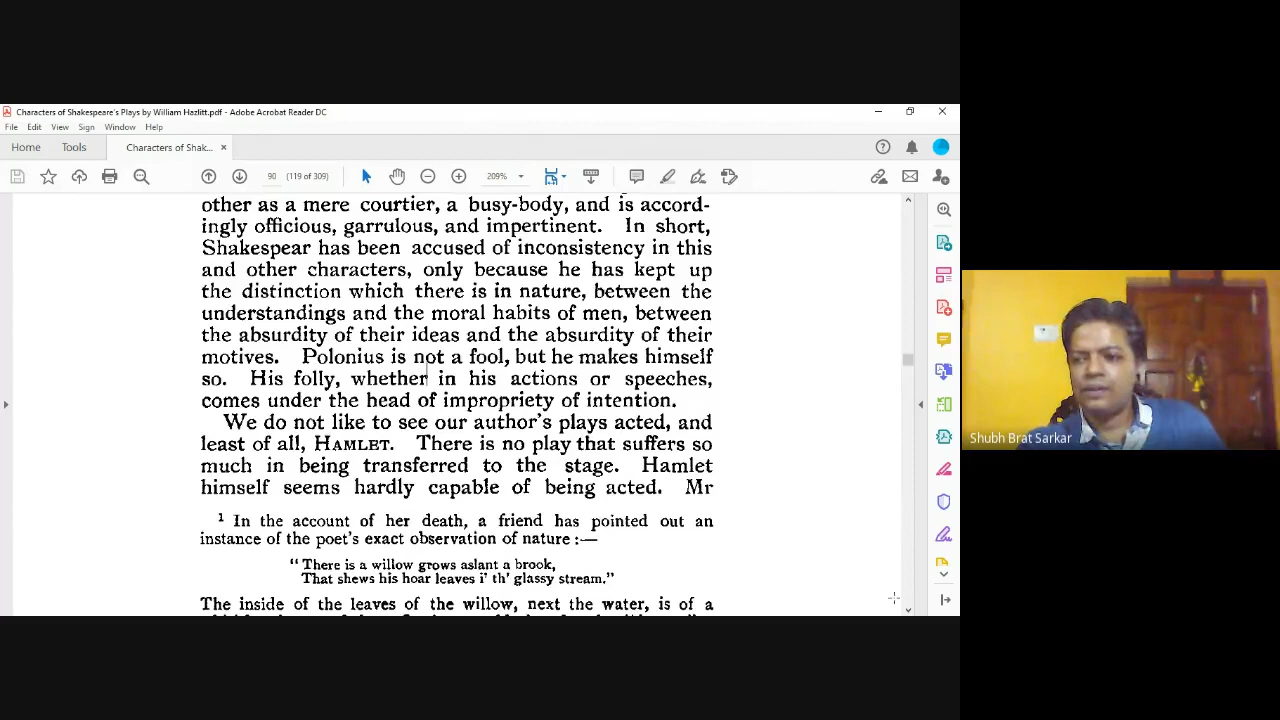 Characters of Shakespeare's Plays by William Hazlitt.pdf - Adobe Acrobat Reader DC
File Edit View Sign Window Help
Home Tools Characters of Shak... ×
90 (119 of 309) 209%
other as a mere courtier, a busy-body, and is accord-
ingly officious, garrulous, and impertinent. In short,
Shakespear has been accused of inconsistency in this
and other characters, only because he has kept up
the distinction which there is in nature, between the
understandings and the moral habits of men, between
the absurdity of their ideas and the absurdity of their
motives. Polonius is not a fool, but he makes himself
so. His folly, whether in his actions or speeches,
comes under the head of impropriety of intention.
We do not like to see our author's plays acted, and
least of all, HAMLET. There is no play that suffers so
much in being transferred to the stage. Hamlet
himself seems hardly capable of being acted. Mr
1 In the account of her death, a friend has pointed out an
instance of the poet's exact observation of nature :—
" There is a willow grows aslant a brook,
That shews his hoar leaves i' th' glassy stream."
The inside of the leaves of the willow, next the water, is of a
Shubh Brat Sarkar